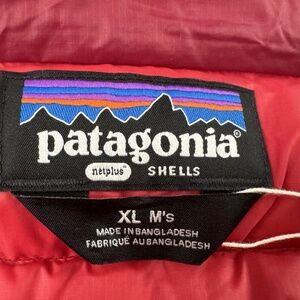 patagonia®
netplus® SHELLS
XL M's
MADE IN BANGLADESH
FABRIQUÉ AU BANGLADESH